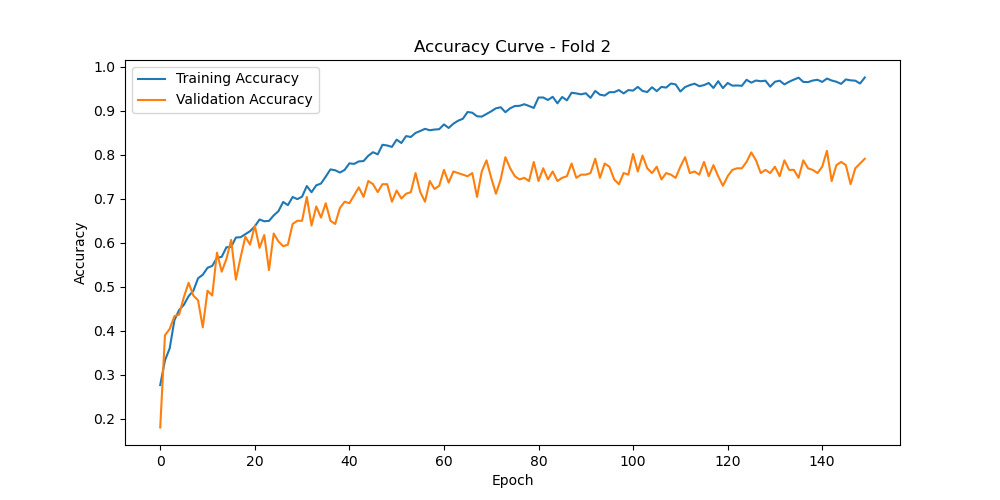 Accuracy Curve - Fold 2
Training Accuracy
Validation Accuracy
Accuracy
1.0
0.9
0.8
0.7
0.6
0.5
0.4
0.3
0.2
0 20 40 60 80 100 120 140
Epoch